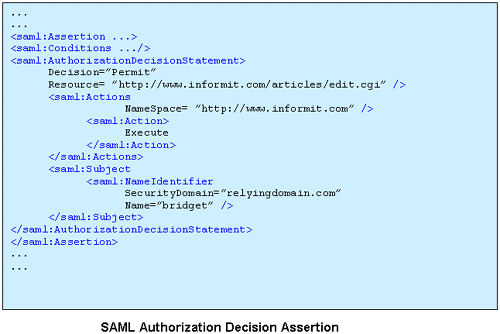 ...
...
<saml:Assertion ...>
<saml:Conditions .../>
<saml:AuthorizationDecisionStatement>
Decision=”Permit”
Resource= ”http://www.informit.com/articles/edit.cgi” />
<saml:Actions
NameSpace= ”http://www.informit.com” />
<saml:Action>
Execute
</saml:Action>
</saml:Actions>
<saml:Subject
<saml:NameIdentifier
SecurityDomain=”relyingdomain.com”
Name=”bridget” />
</saml:Subject>
</saml:AuthorizationDecisionStatement>
</saml:Assertion>
...
...
SAML Authorization Decision Assertion